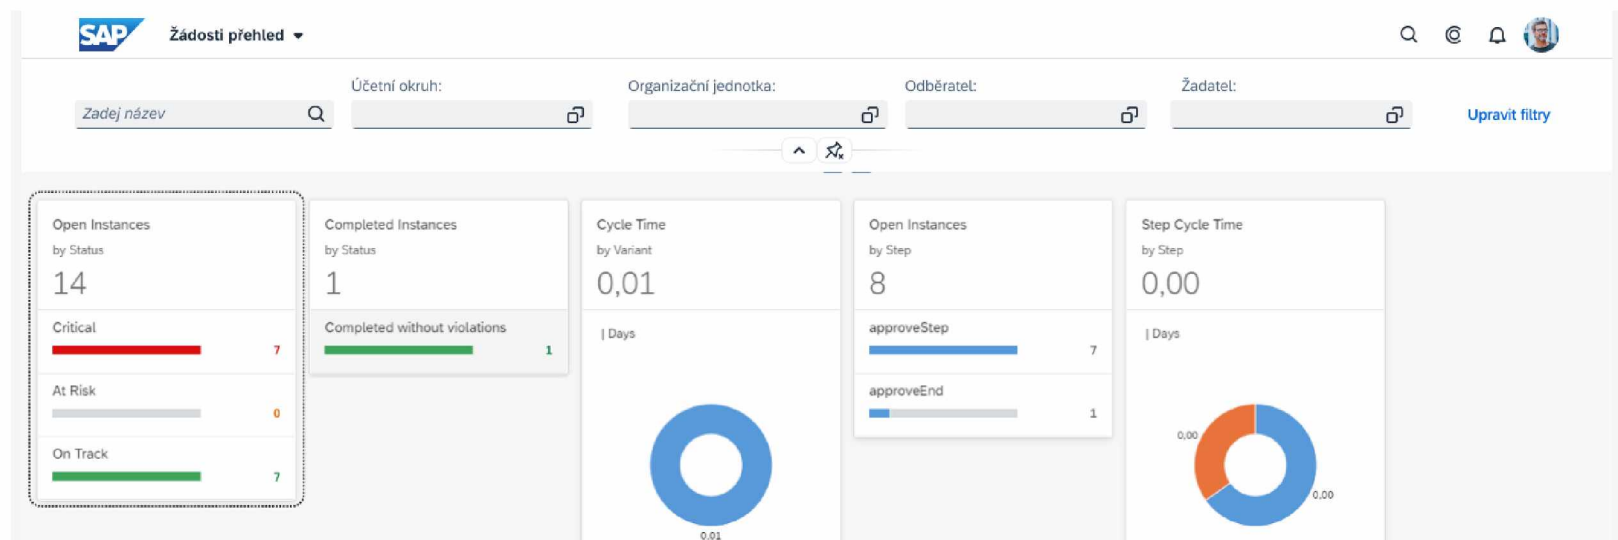 SAP
Žádosti přehled
Účetní okruh:
Organizační jednotka:
Odběratel:
Žadatel:
Zadej název
Upravit filtry
Open Instances
by Status
14
Critical
7
At Risk
0
On Track
7
Completed Instances
by Status
1
Completed without violations
1
Cycle Time
by Variant
0,01
| Days
0,01
Open Instances
by Step
8
approveStep
7
approveEnd
1
Step Cycle Time
by Step
0,00
| Days
0,00
0,00